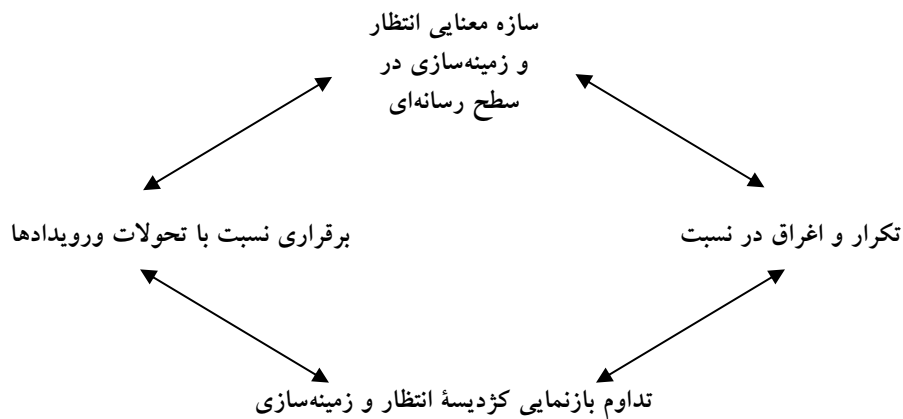 سازه معنایی انتظار
و زمینه‌سازی در
سطح رسانه‌ای
تکرار و اغراق در نسبت
برقراری نسبت با تحولات ورویدادها
تداوم بازنمایی کژدیسۀ انتظار و زمینه‌سازی